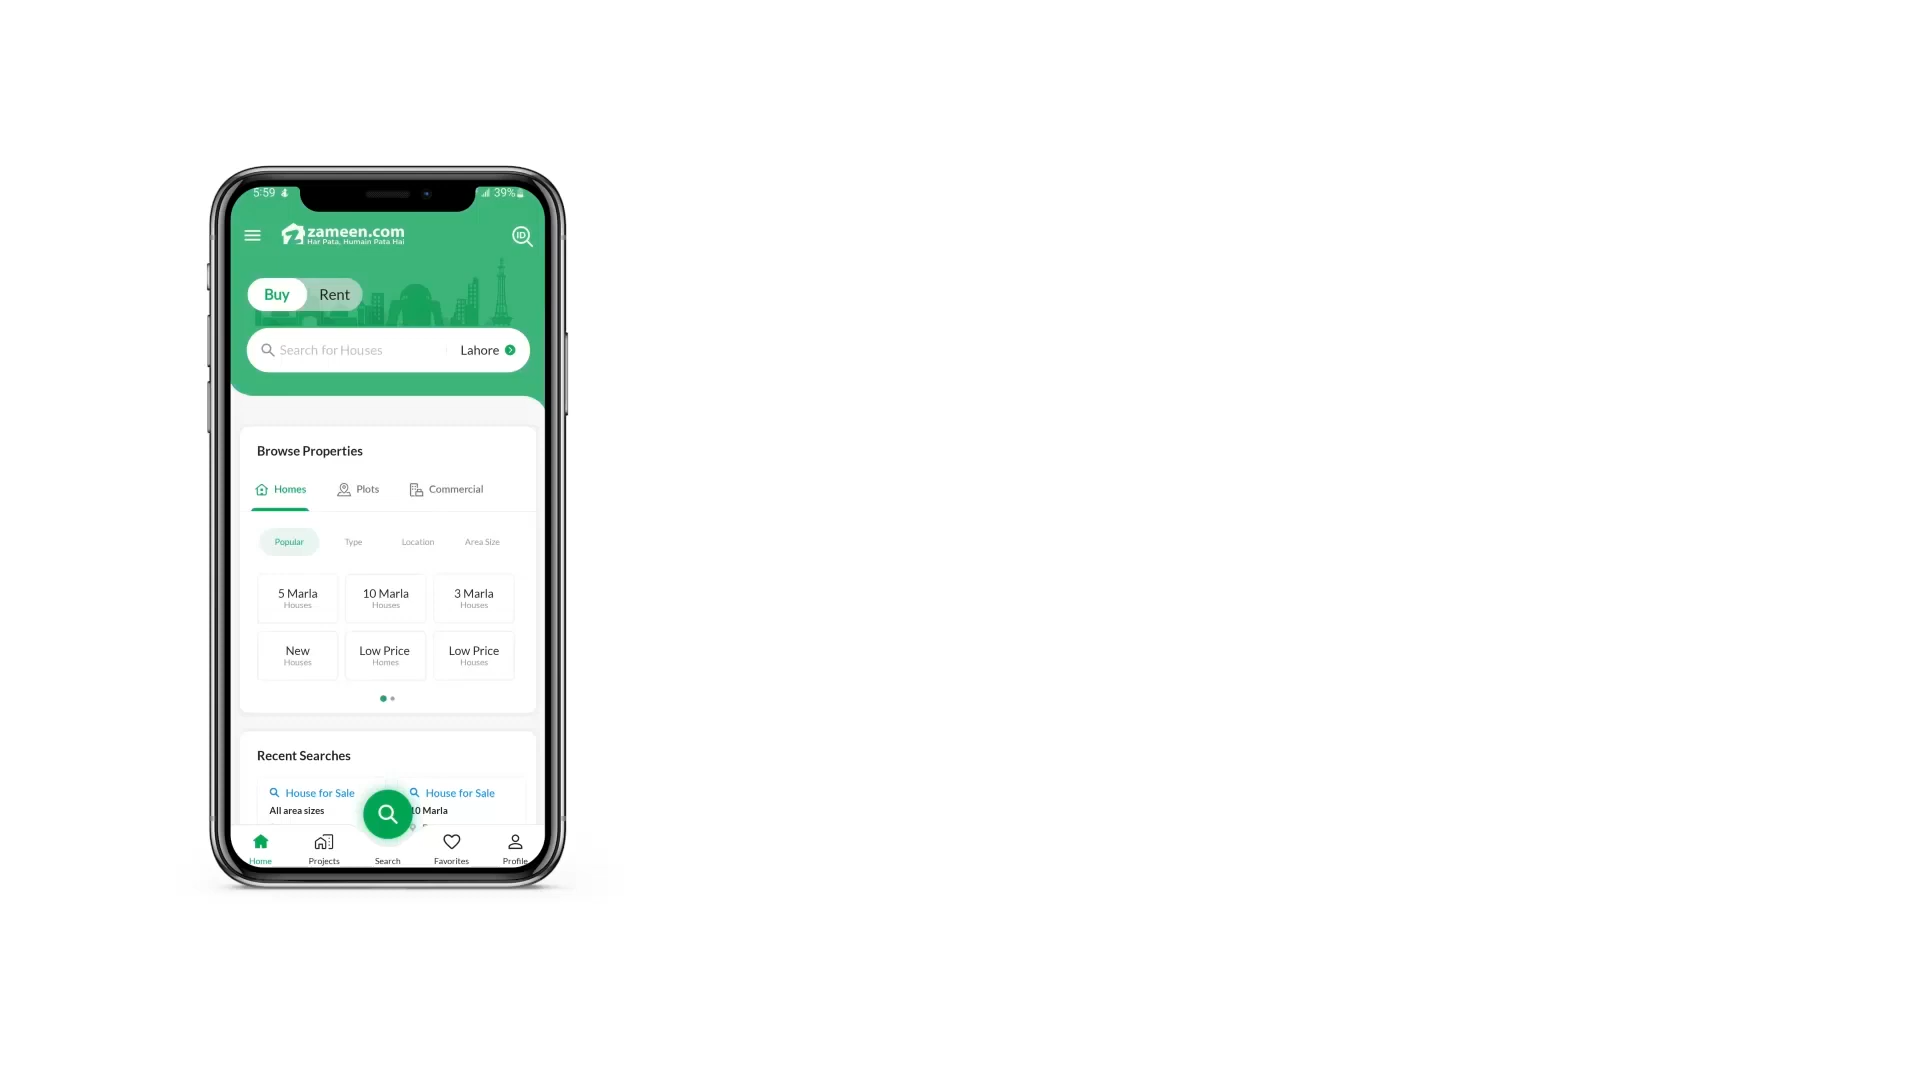 5:59
39%
zameen.com
Har Pata, Humain Pata Hai
ID
Buy
Rent
Search for Houses
Lahore
Browse Properties
Homes
Plots
Commercial
Popular
Type
Location
Area Size
5 Marla
Houses
10 Marla
Houses
3 Marla
Houses
New
Houses
Low Price
Homes
Low Price
Houses
Recent Searches
House for Sale
All area sizes
House for Sale
10 Marla
Home
Projects
Search
Favorites
Profile